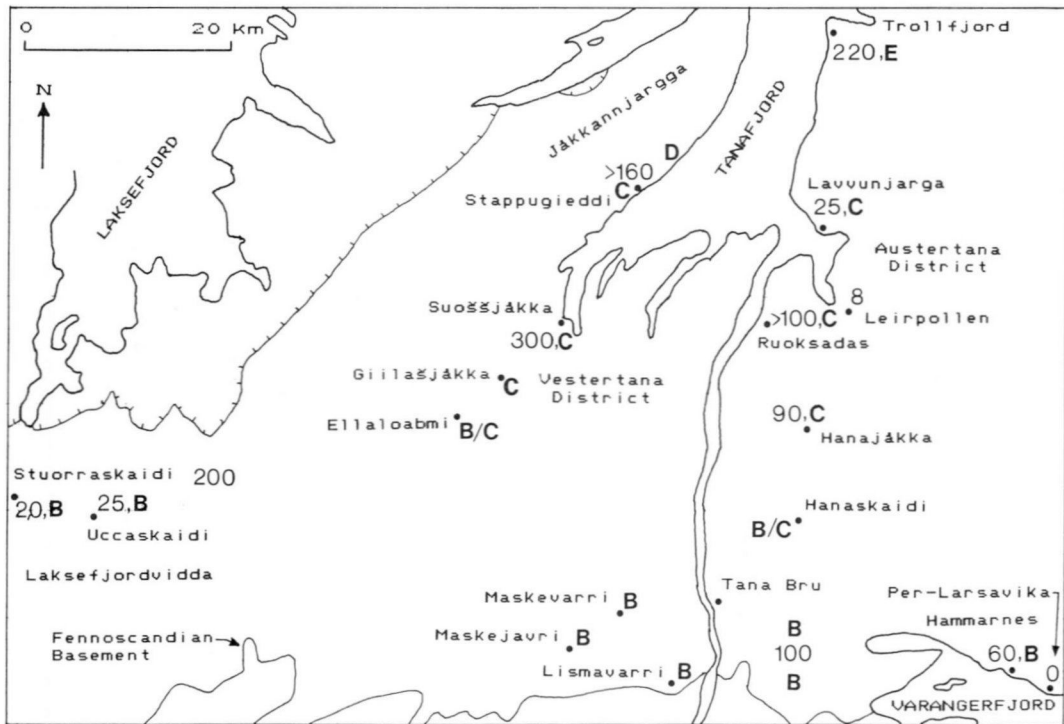 0 20 Km
N
LAKSEFJORD
Jåkkannjargga
TANAFJORD
Trollfjord
220,E
D
>160
C
Stappugieddi
Lavvunjarga
25,C
Austertana
District
Suoššjåkka
300,C
8
>100,C
Leirpollen
Ruoksadas
Giilašjåkka
C
Vestertana
District
Ellaloabmi
B/C
90,C
Hanajåkka
Stuorraskaidi
200
20,B
25,B
Uccaskaidi
Hanaskaidi
B/C
Laksefjordvidda
Maskevarri
B
Tana Bru
Per-Larsavika
Hammarnes
Fennoscandian
Basement
Maskejavri
B
B
100
B
60,B
0
Lismavarri
B
VARANGERFJORD